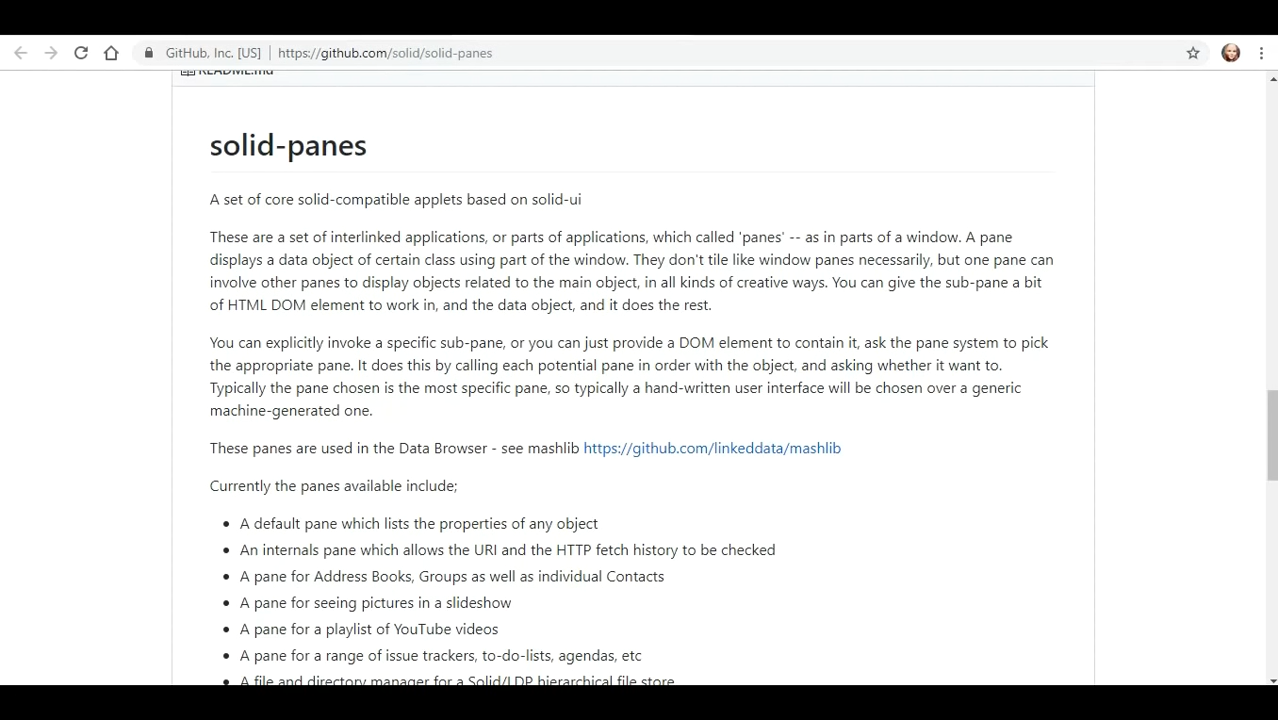 GitHub, Inc. [US] https://github.com/solid/solid-panes
README.md
solid-panes
A set of core solid-compatible applets based on solid-ui
These are a set of interlinked applications, or parts of applications, which called 'panes' -- as in parts of a window. A pane
displays a data object of certain class using part of the window. They don't tile like window panes necessarily, but one pane can
involve other panes to display objects related to the main object, in all kinds of creative ways. You can give the sub-pane a bit
of HTML DOM element to work in, and the data object, and it does the rest.
You can explicitly invoke a specific sub-pane, or you can just provide a DOM element to contain it, ask the pane system to pick
the appropriate pane. It does this by calling each potential pane in order with the object, and asking whether it want to.
Typically the pane chosen is the most specific pane, so typically a hand-written user interface will be chosen over a generic
machine-generated one.
These panes are used in the Data Browser - see mashlib https://github.com/linkeddata/mashlib
Currently the panes available include;
• A default pane which lists the properties of any object
• An internals pane which allows the URI and the HTTP fetch history to be checked
• A pane for Address Books, Groups as well as individual Contacts
• A pane for seeing pictures in a slideshow
• A pane for a playlist of YouTube videos
• A pane for a range of issue trackers, to-do-lists, agendas, etc
• A file and directory manager for a Solid/LDP hierarchical file store